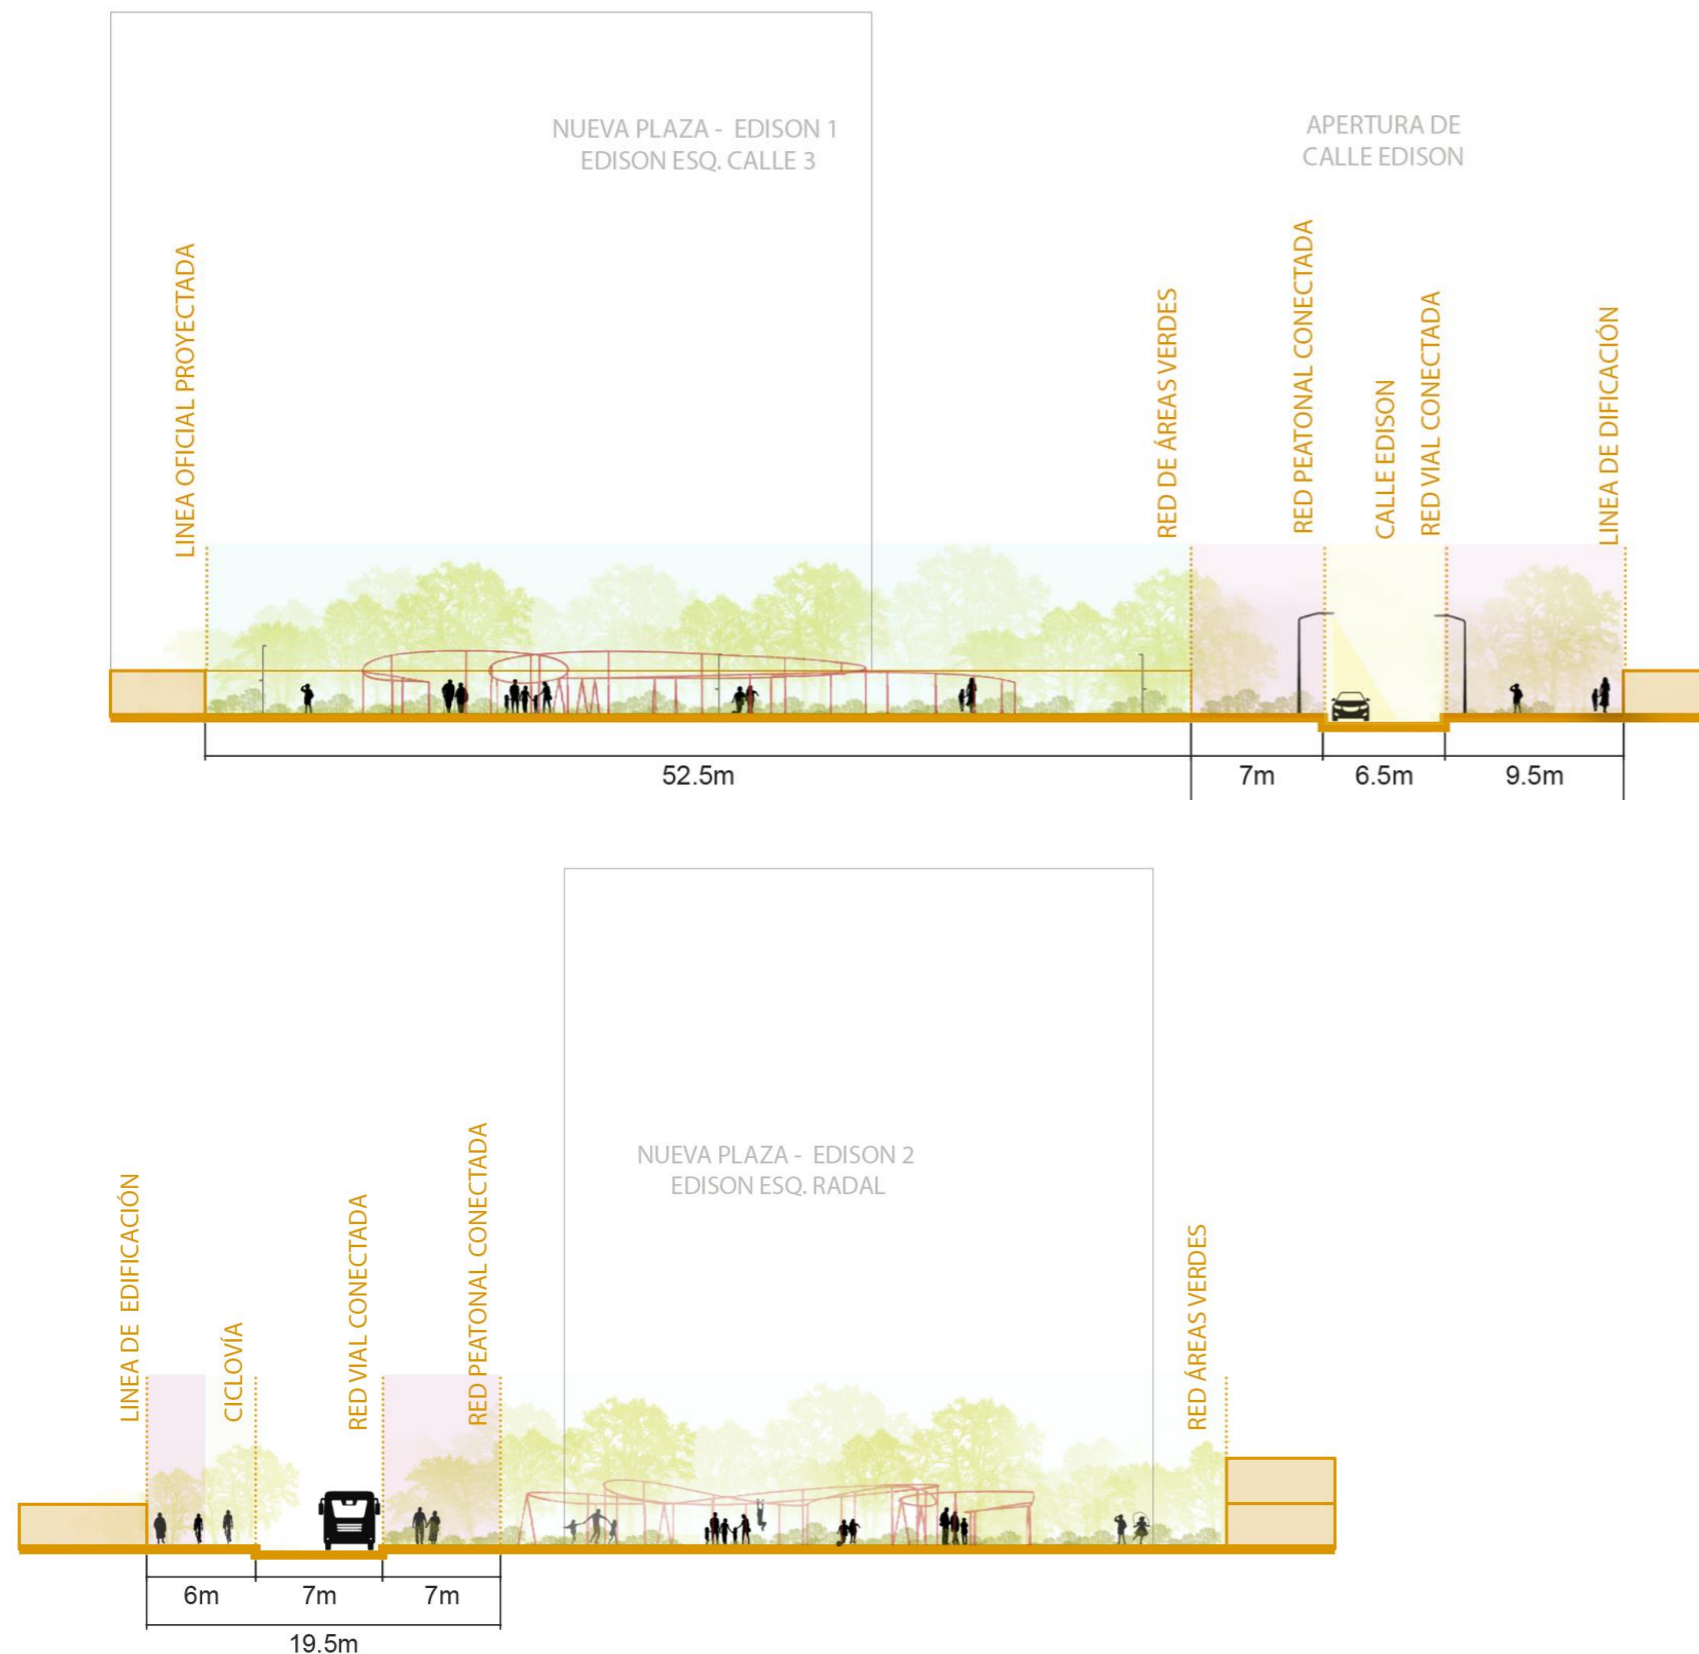 NUEVA PLAZA - EDISON 1
EDISON ESQ. CALLE 3
APERTURA DE
CALLE EDISON
LINEA OFICIAL PROYECTADA
RED DE ÁREAS VERDES
RED PEATONAL CONECTADA
CALLE EDISON
RED VIAL CONECTADA
LINEA DE DIFICACIÓN
52.5m
7m
6.5m
9.5m
NUEVA PLAZA - EDISON 2
EDISON ESQ. RADAL
LINEA DE EDIFICACIÓN
CICLOVÍA
RED VIAL CONECTADA
RED PEATONAL CONECTADA
RED ÁREAS VERDES
6m
7m
7m
19.5m